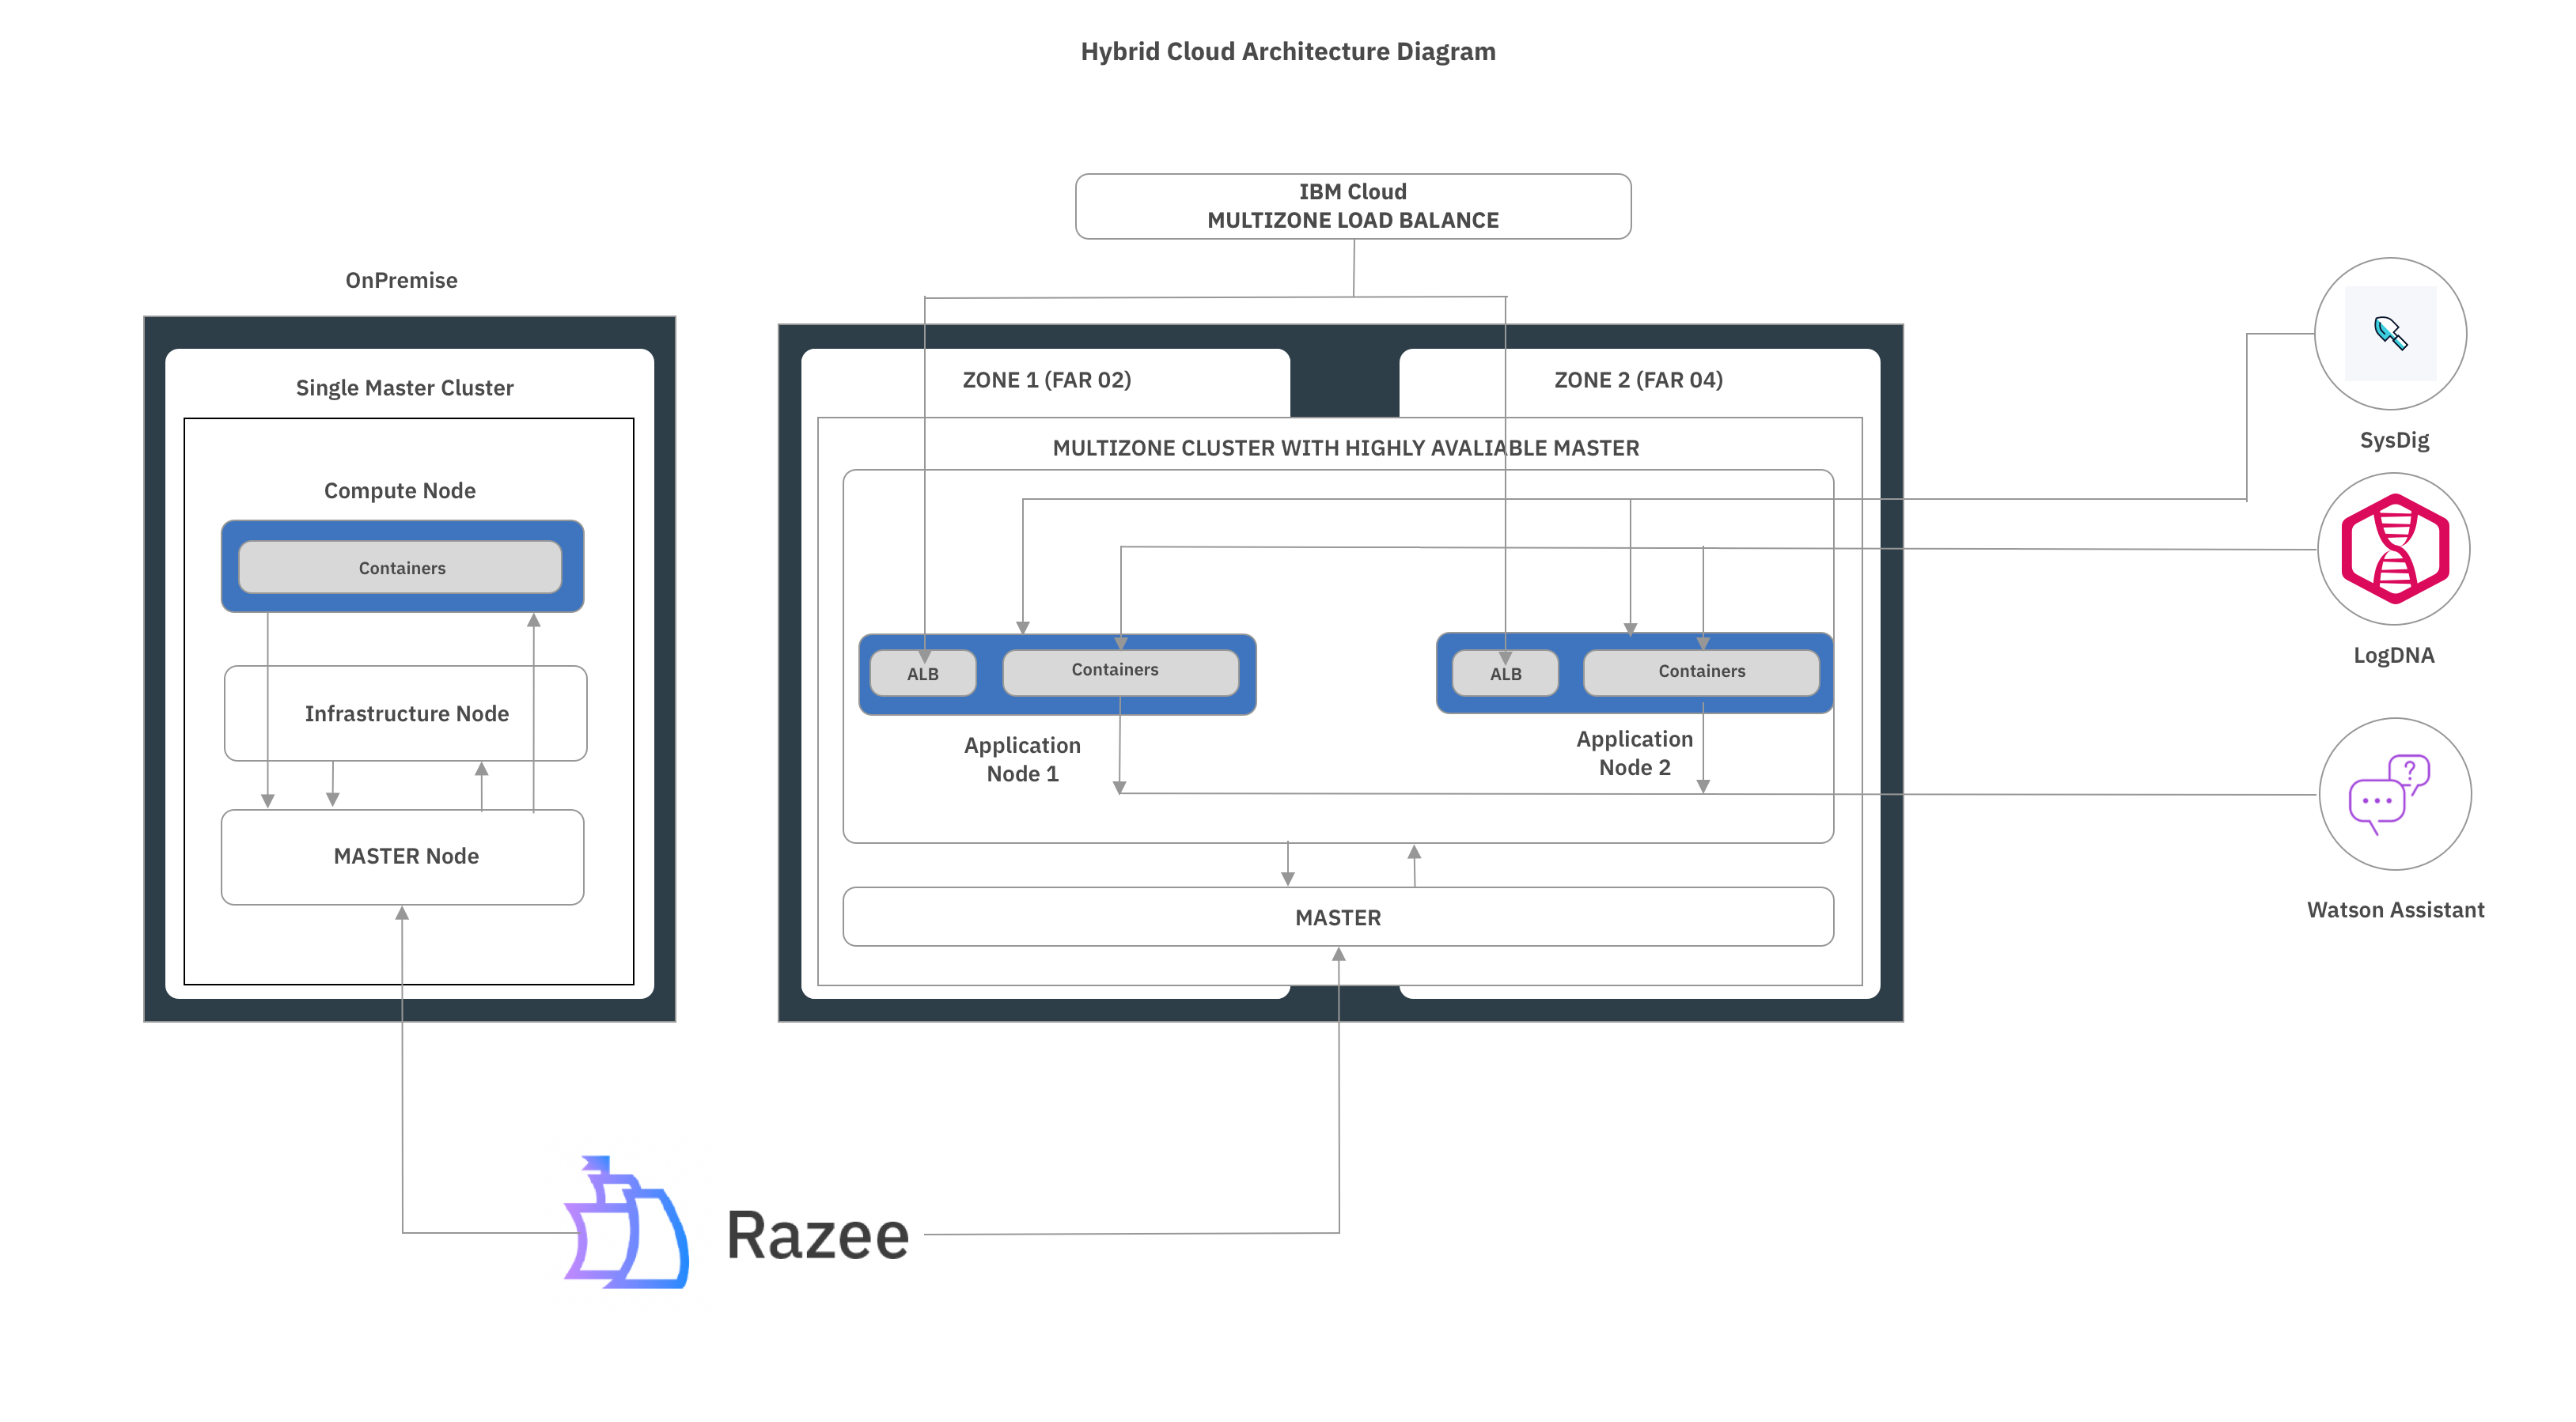 Hybrid Cloud Architecture Diagram
IBM Cloud
MULTIZONE LOAD BALANCE
OnPremise
Single Master Cluster
Compute Node
Containers
Infrastructure Node
MASTER Node
ZONE 1 (FAR 02)
ZONE 2 (FAR 04)
MULTIZONE CLUSTER WITH HIGHLY AVALIABLE MASTER
ALB
Containers
ALB
Containers
Application
Node 1
Application
Node 2
MASTER
SysDig
LogDNA
?
Watson Assistant
Razee